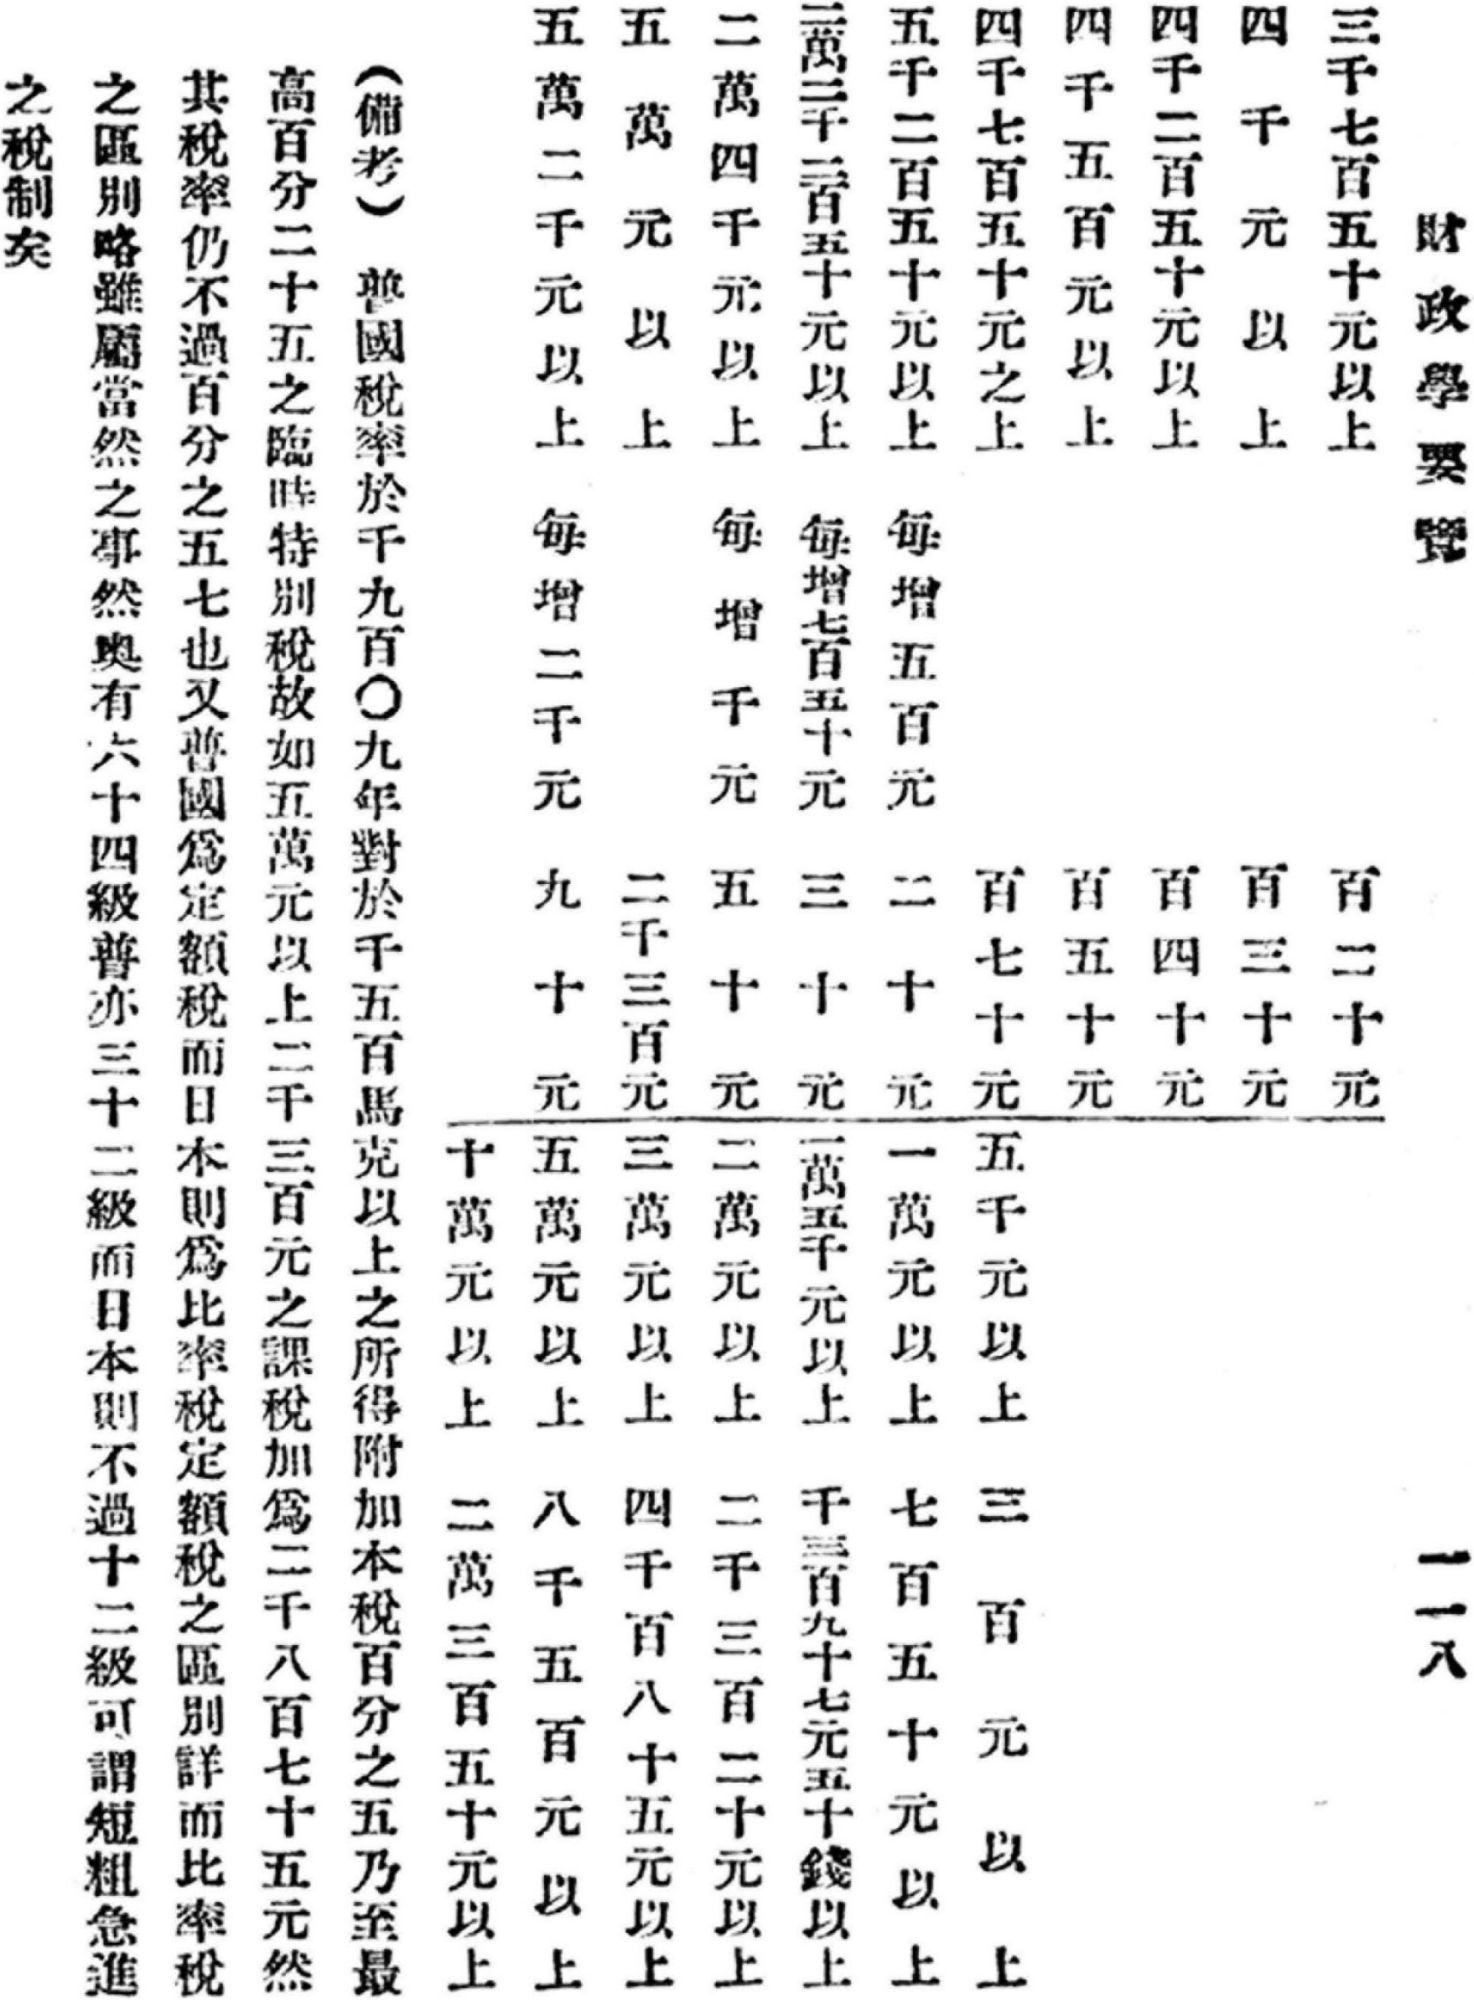 財政學要覽　一一八
三千七百五十元以上　百二十元
四千元以上　百三十元
四千二百五十元以上　百四十元
四千五百元以上　百五十元
四千七百五十元之上　百七十元
五千二百五十元以上　每增五百元　二十元
二萬二千二百五十元以上　每增七百五十元　三十元
二萬四千元以上　每增千元　五十元
五萬元以上　二千三百元
五萬二千元以上　每增二千元　九十元
五千元以上　三百元以上
一萬元以上　七百五十元以上
一萬五千元以上　千三百九十七元五十錢以上
二萬元以上　二千三百二十元以上
三萬元以上　四千百八十五元以上
五萬元以上　八千五百元以上
十萬元以上　二萬三百五十元以上
（備考）　普國稅率於千九百〇九年對於千五百馬克以上之所得附加本稅百分之五乃至最
高百分二十五之臨時特別稅故如五萬元以上二千三百元之課稅加爲二千八百七十五元然
其稅率仍不過百分之五七也又普國爲定額稅而日本則爲比率稅定額稅之區別詳而比率稅
之區別略雖屬當然之事然奧有六十四級普亦三十二級而日本則不過十二級可謂短粗急進
之稅制矣